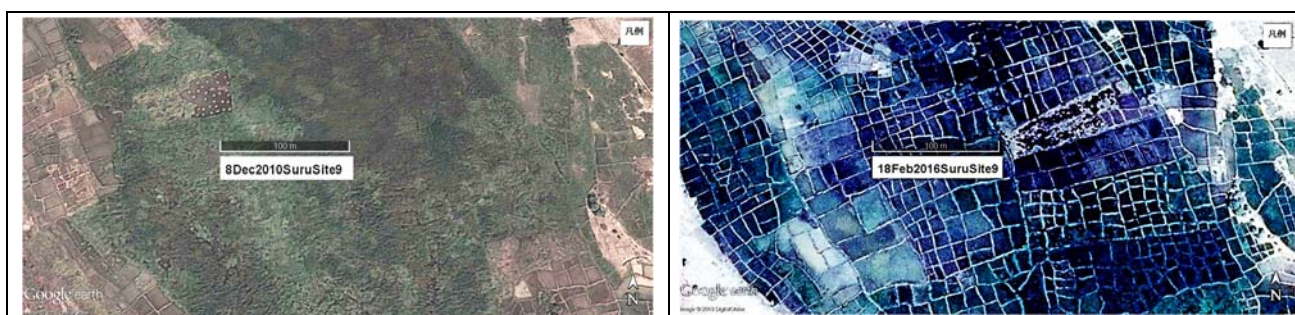 凡例
100 m
8Dec2010SuruSite9
Google earth
N
凡例
100 m
18Feb2016SuruSite9
Google earth
N